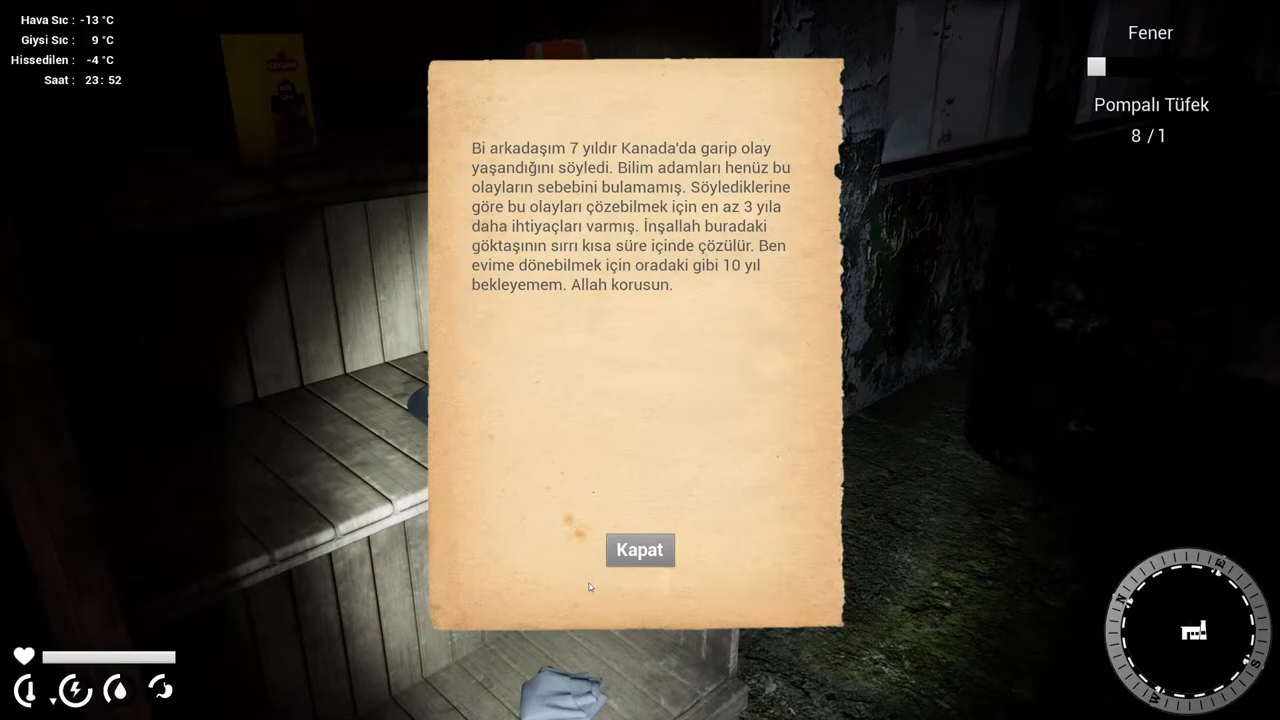 Hava Sıc : -13 °C
Giysi Sıc : 9 °C
Hissedilen : -4 °C
Saat : 23 : 52
Fener
Pompalı Tüfek
8 / 1
Bi arkadaşım 7 yıldır Kanada'da garip olay
yaşandığını söyledi. Bilim adamları henüz bu
olayların sebebini bulamamış. Söylediklerine
göre bu olayları çözebilmek için en az 3 yıla
daha ihtiyaçları varmış. İnşallah buradaki
göktaşının sırrı kısa süre içinde çözülür. Ben
evime dönebilmek için oradaki gibi 10 yıl
bekleyemem. Allah korusun.
Kapat
N
E
S
W